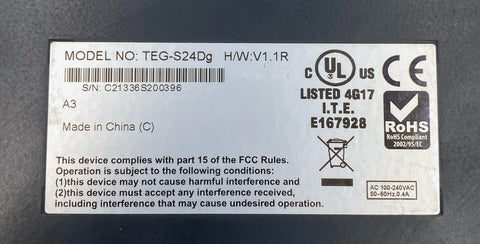 MODEL NO: TEG-S24Dg H/W:V1.1R
S/N: C21336S200396
A3
Made in China (C)
This device complies with part 15 of the FCC Rules.
Operation is subject to the following conditions:
(1)this device may not cause harmful interference and
(2)this device must accept any interference received,
including interference that may cause undesired operation.
C UL US
LISTED 4G17
I.T.E.
E167928
CE
RoHS
RoHS Compliant
2002/95/EC
AC 100-240VAC
50-60Hz,0.4A